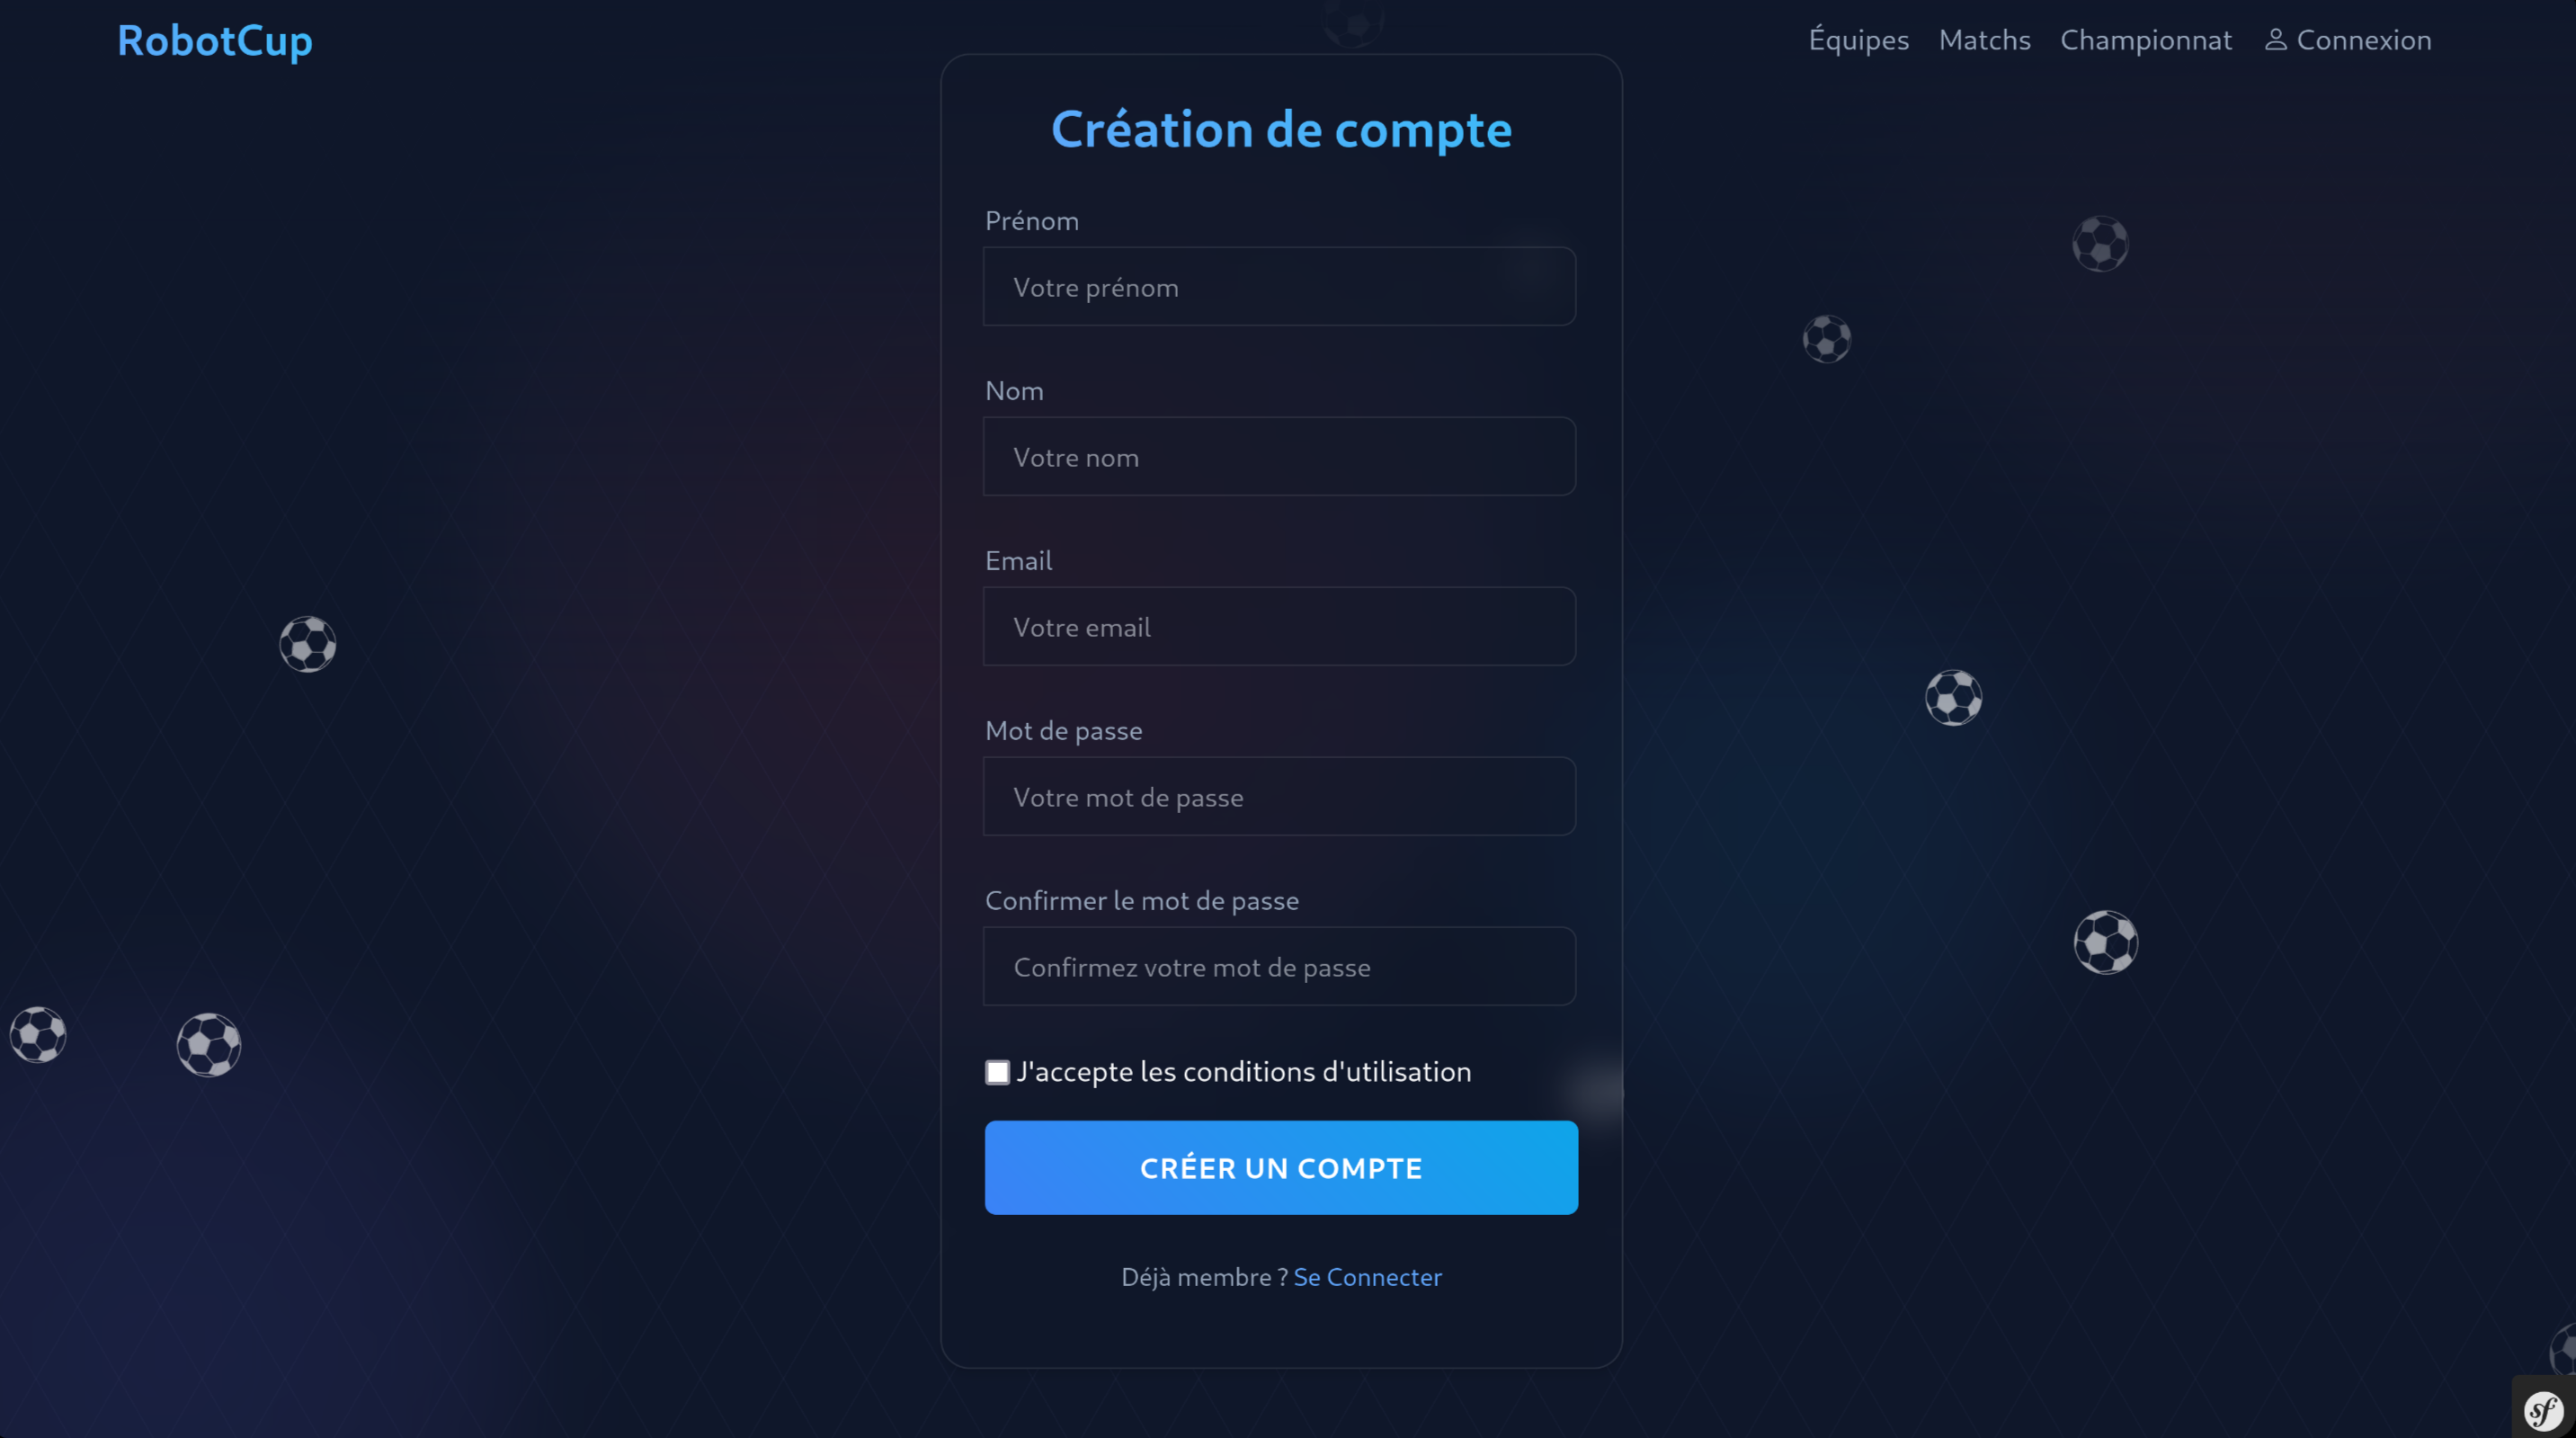 RobotCup
Équipes Matchs Championnat Connexion
Création de compte
Prénom
Votre prénom
Nom
Votre nom
Email
Votre email
Mot de passe
Votre mot de passe
Confirmer le mot de passe
Confirmez votre mot de passe
J'accepte les conditions d'utilisation
CRÉER UN COMPTE
Déjà membre ? Se Connecter
sf